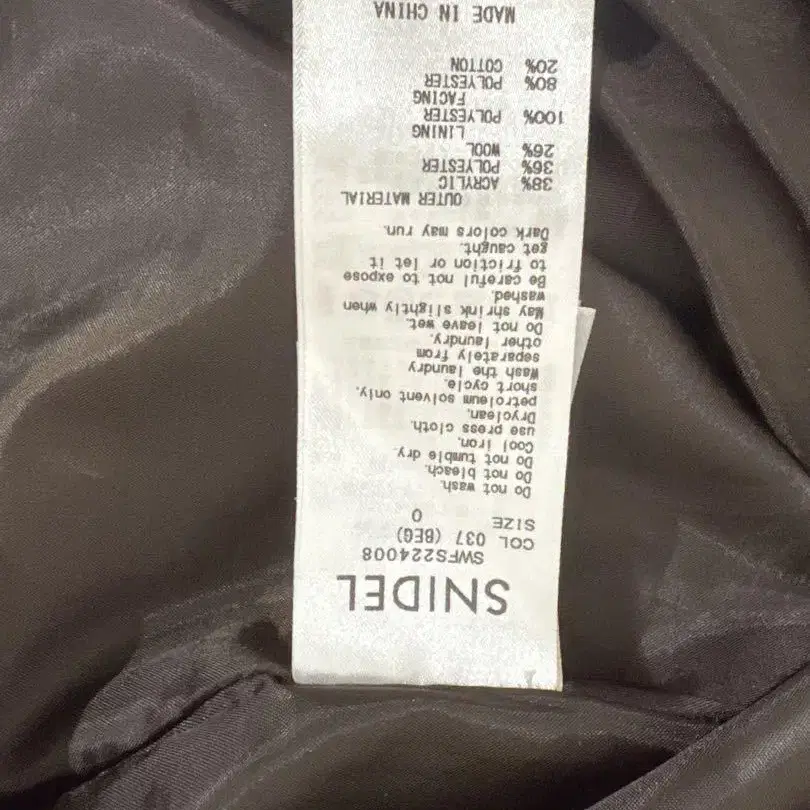 SNIDEL
SWFS224008
COL 037 (BEG)
SIZE 0
Do not wash.
Do not bleach.
Do not tumble dry.
Cool iron.
use press cloth.
Dryclean.
petroleum solvent only.
short cycle.
Wash the laundry
separately from
other laundry.
Do not leave wet.
May shrink slightly when
washed.
Be careful not to expose
to friction or let it
get caught.
Dark colors may run.
OUTER MATERIAL
38% ACRYLIC
36% POLYESTER
26% WOOL
LINING
100% POLYESTER
FACING
80% POLYESTER
20% COTTON
MADE IN CHINA